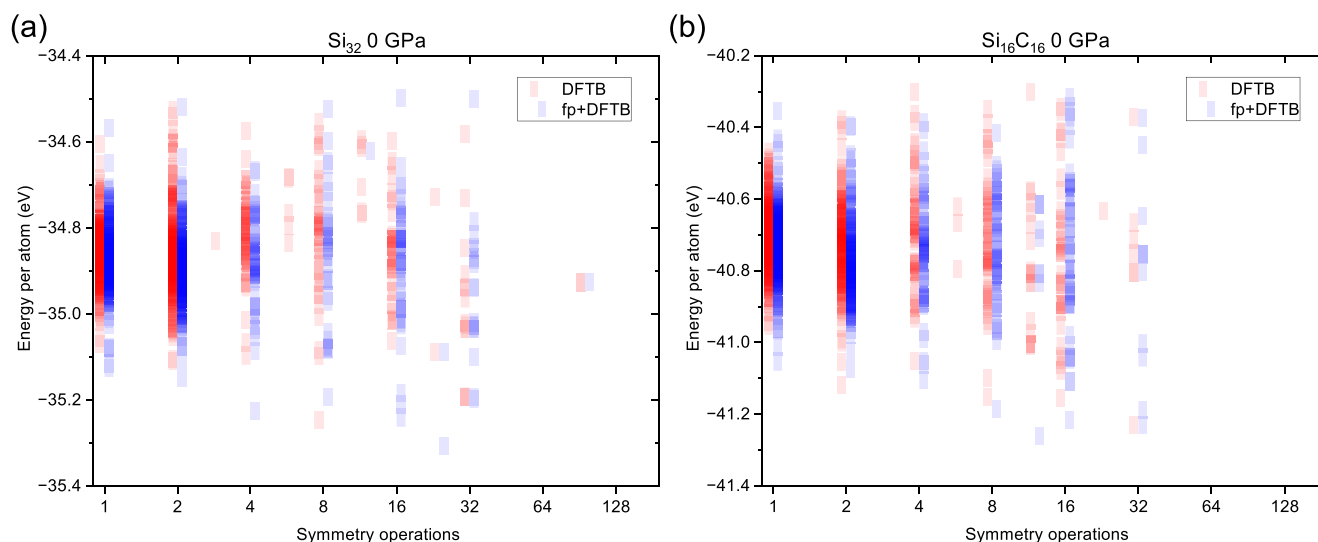 (a)
Si₃₂ 0 GPa
DFTB
fp+DFTB
−34.4
−34.6
−34.8
−35.0
−35.2
−35.4
Energy per atom (eV)
1 2 4 8 16 32 64 128
Symmetry operations
(b)
Si₁₆C₁₆ 0 GPa
DFTB
fp+DFTB
−40.2
−40.4
−40.6
−40.8
−41.0
−41.2
−41.4
Energy per atom (eV)
1 2 4 8 16 32 64 128
Symmetry operations